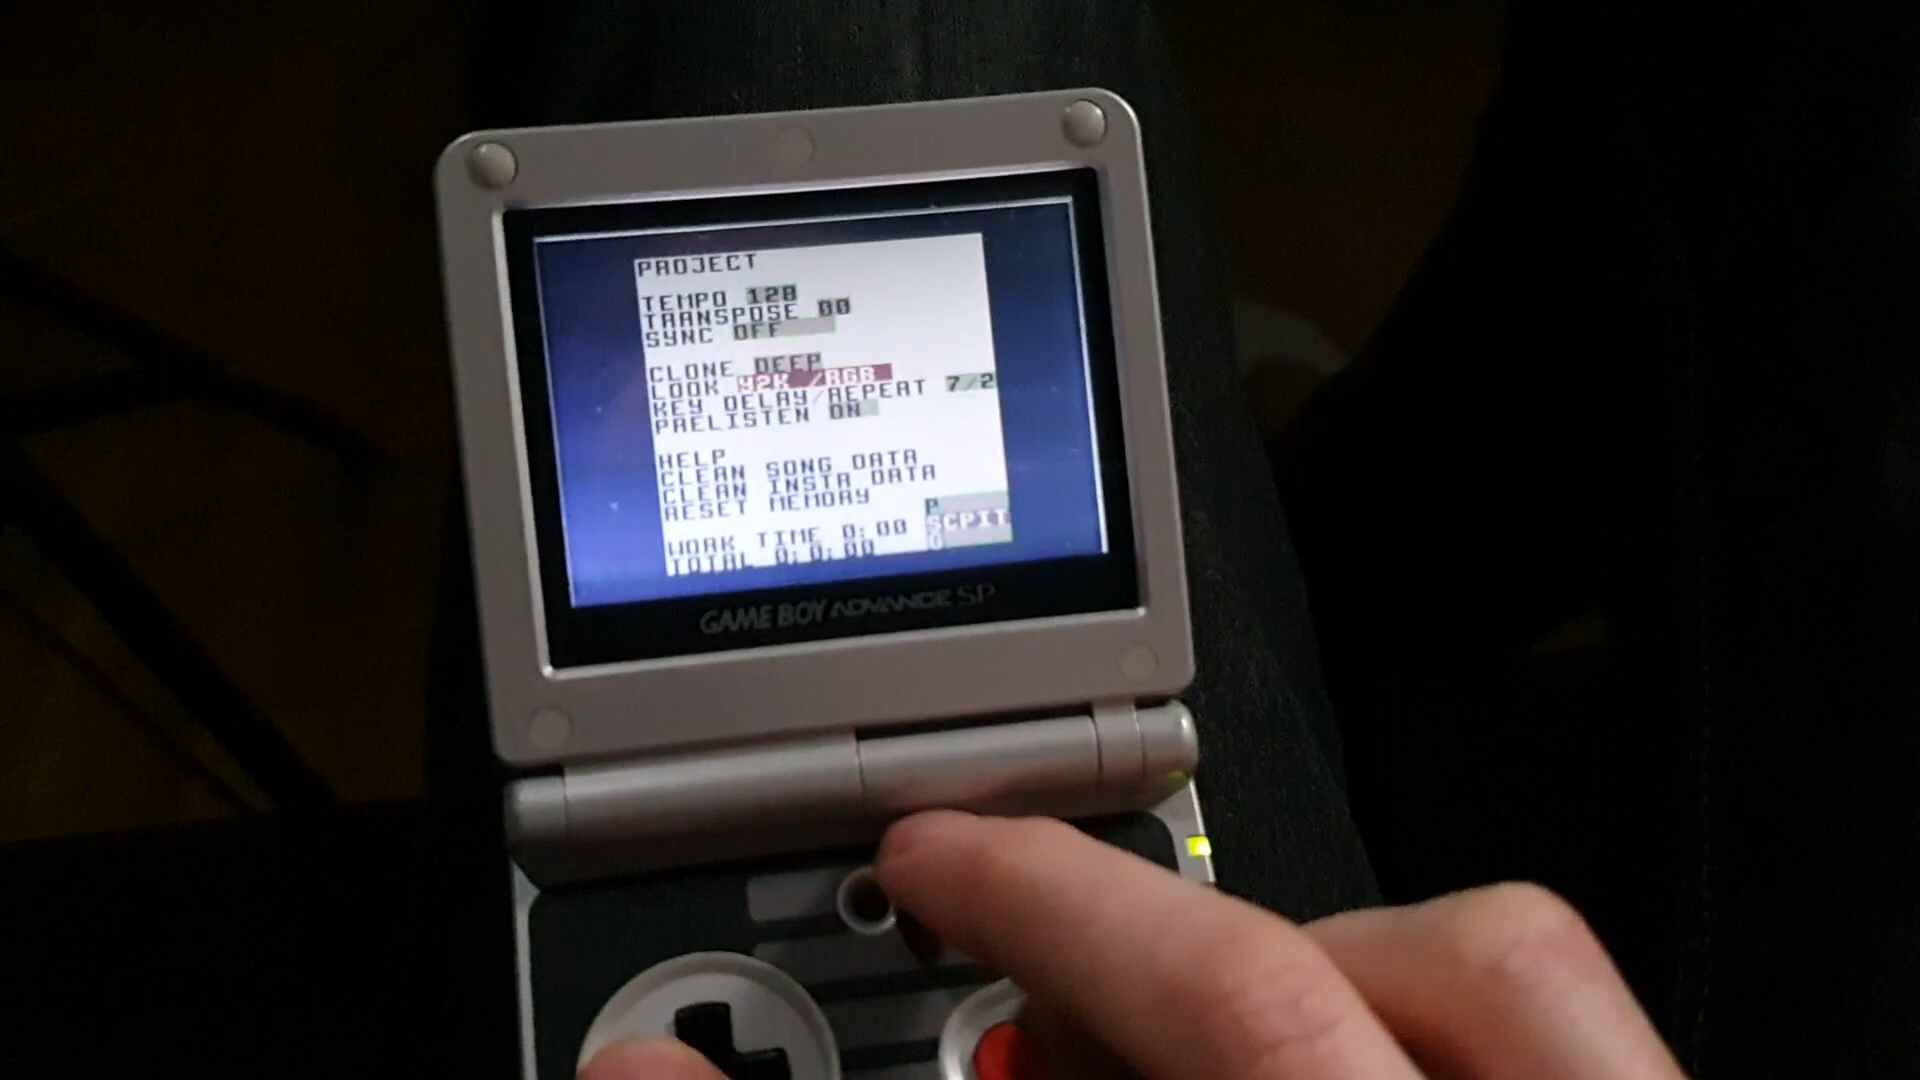 PROJECT
TEMPO 128
TRANSPOSE 00
SYNC OFF
CLONE DEEP
LOOK Y2K /RGB
KEY DELAY/REPEAT 7/2
PRELISTEN ON
HELP
CLEAN SONG DATA
CLEAN INSTR DATA
RESET MEMORY
P
WORK TIME 0:00 SCPIT
TOTAL 0:0:00 G
GAME BOY ADVANCE SP